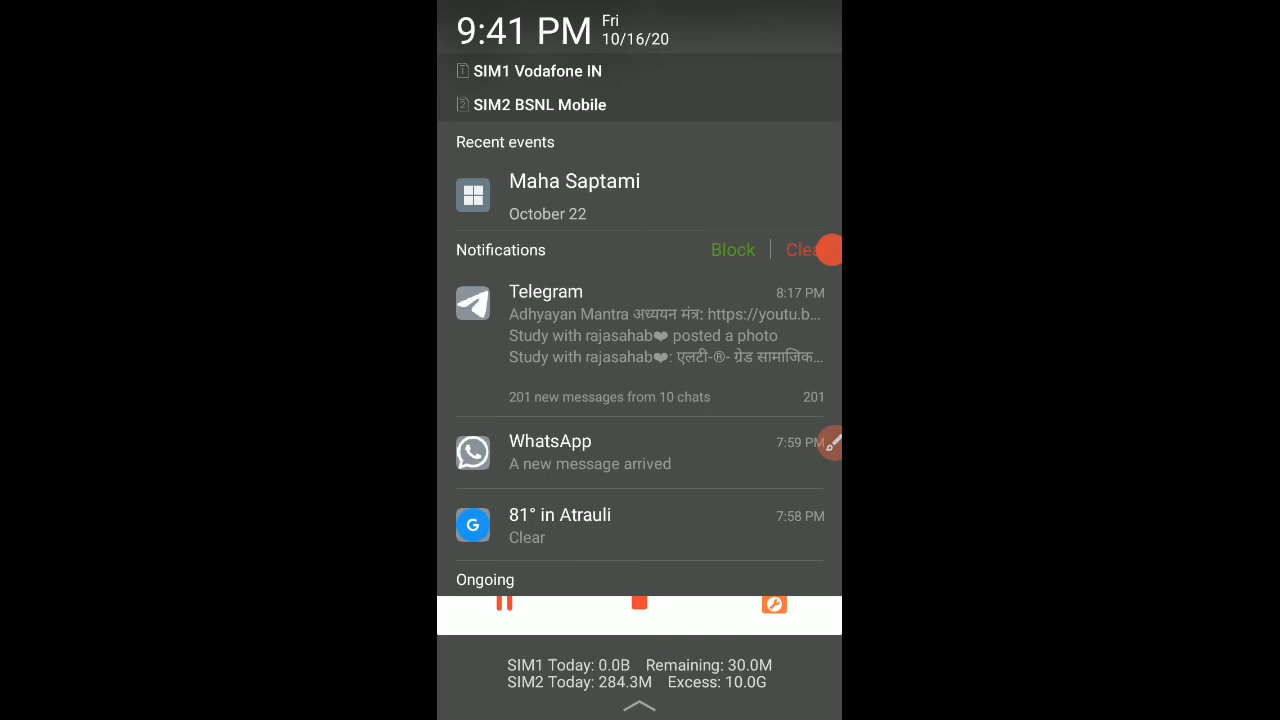 9:41 PM
Fri
10/16/20
1 SIM1 Vodafone IN
2 SIM2 BSNL Mobile
Recent events
Maha Saptami
October 22
Notifications
Block
Clea
Telegram
8:17 PM
Adhyayan Mantra अध्ययन मंत्र: https://youtu.b...
Study with rajasahab❤ posted a photo
Study with rajasahab❤: एलटी-®- ग्रेड सामाजिक...
201 new messages from 10 chats
201
WhatsApp
7:59 PM
A new message arrived
G
81° in Atrauli
7:58 PM
Clear
Ongoing
SIM1 Today: 0.0B Remaining: 30.0M
SIM2 Today: 284.3M Excess: 10.0G